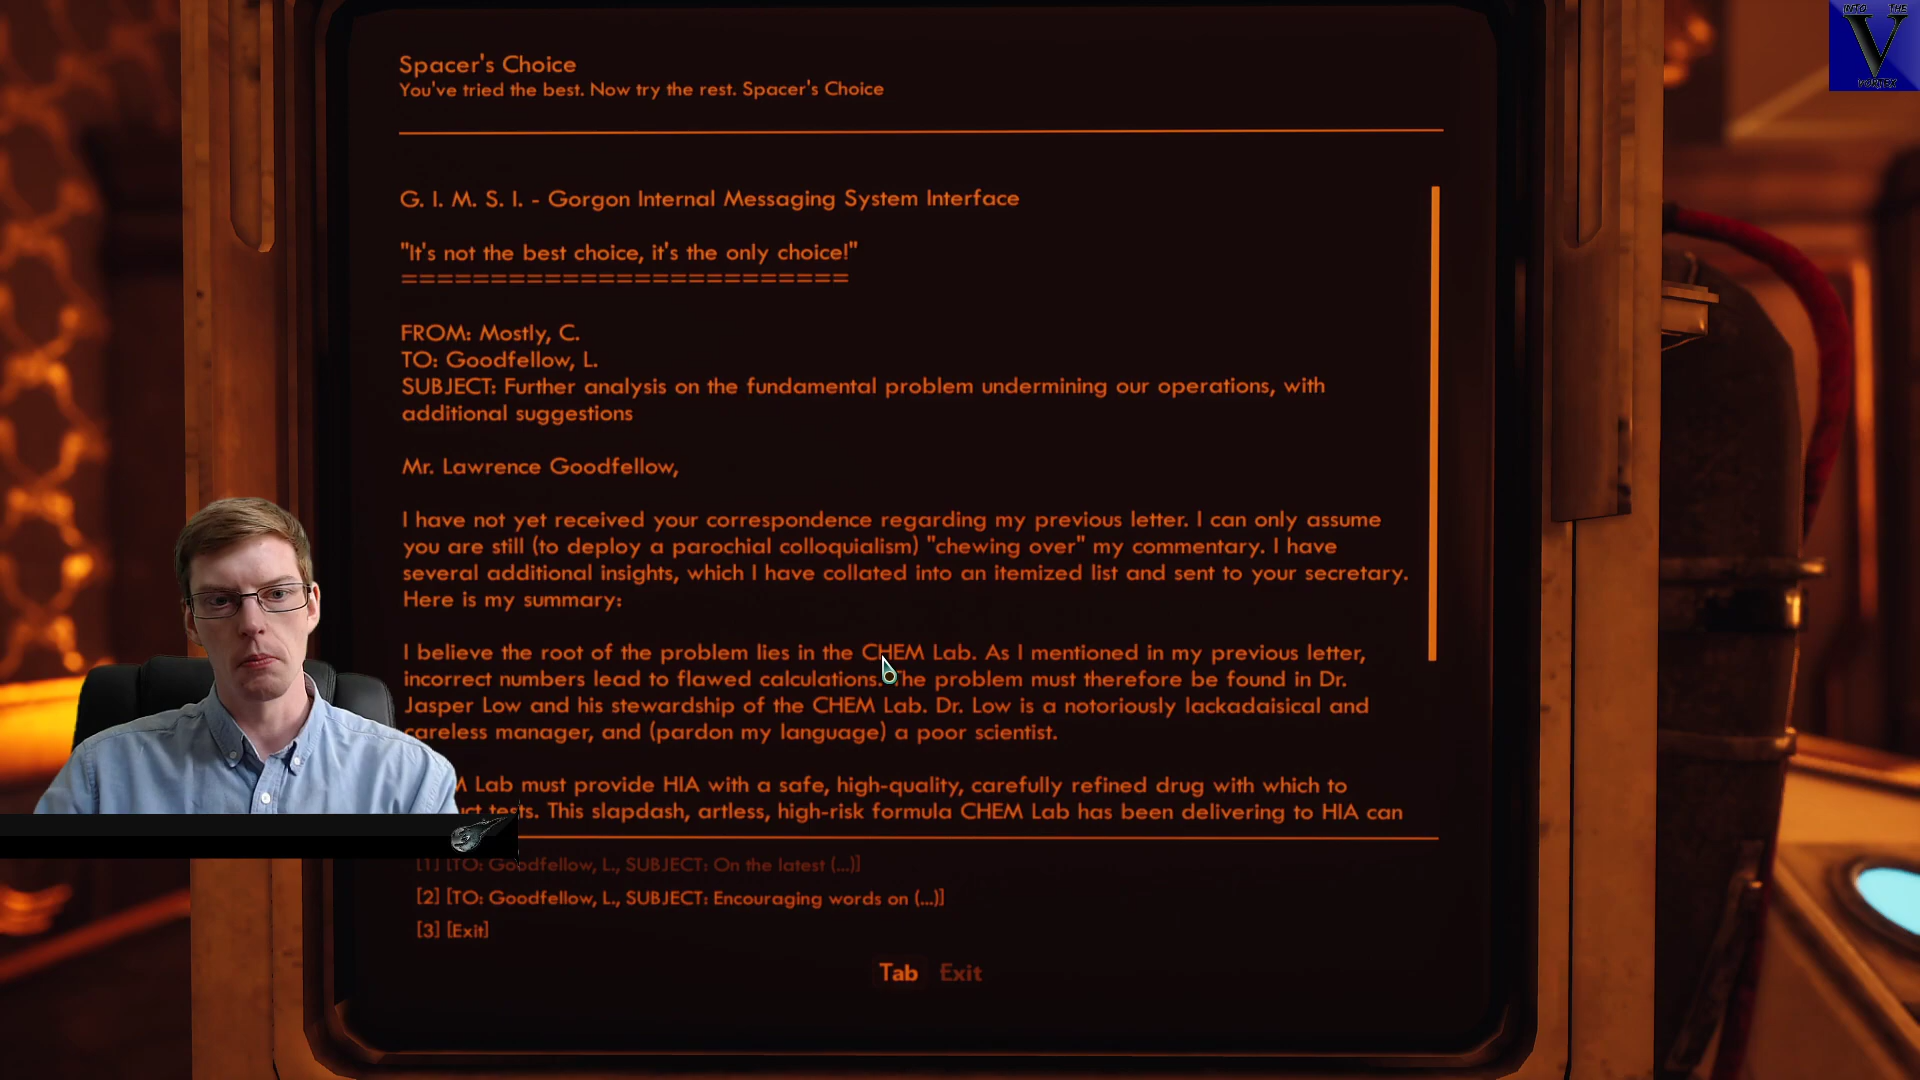 INTO THE
V
VORTEX
Spacer's Choice
You've tried the best. Now try the rest. Spacer's Choice
G. I. M. S. I. - Gorgon Internal Messaging System Interface
"It's not the best choice, it's the only choice!"
=========================
FROM: Mostly, C.
TO: Goodfellow, L.
SUBJECT: Further analysis on the fundamental problem undermining our operations, with
additional suggestions
Mr. Lawrence Goodfellow,
I have not yet received your correspondence regarding my previous letter. I can only assume
you are still (to deploy a parochial colloquialism) "chewing over" my commentary. I have
several additional insights, which I have collated into an itemized list and sent to your secretary.
Here is my summary:
I believe the root of the problem lies in the CHEM Lab. As I mentioned in my previous letter,
incorrect numbers lead to flawed calculations. The problem must therefore be found in Dr.
Jasper Low and his stewardship of the CHEM Lab. Dr. Low is a notoriously lackadaisical and
careless manager, and (pardon my language) a poor scientist.
Lab must provide HIA with a safe, high-quality, carefully refined drug with which to
tests. This slapdash, artless, high-risk formula CHEM Lab has been delivering to HIA can
[1] [TO: Goodfellow, L., SUBJECT: On the latest (...)]
[2] [TO: Goodfellow, L., SUBJECT: Encouraging words on (...)]
[3] [Exit]
Tab Exit